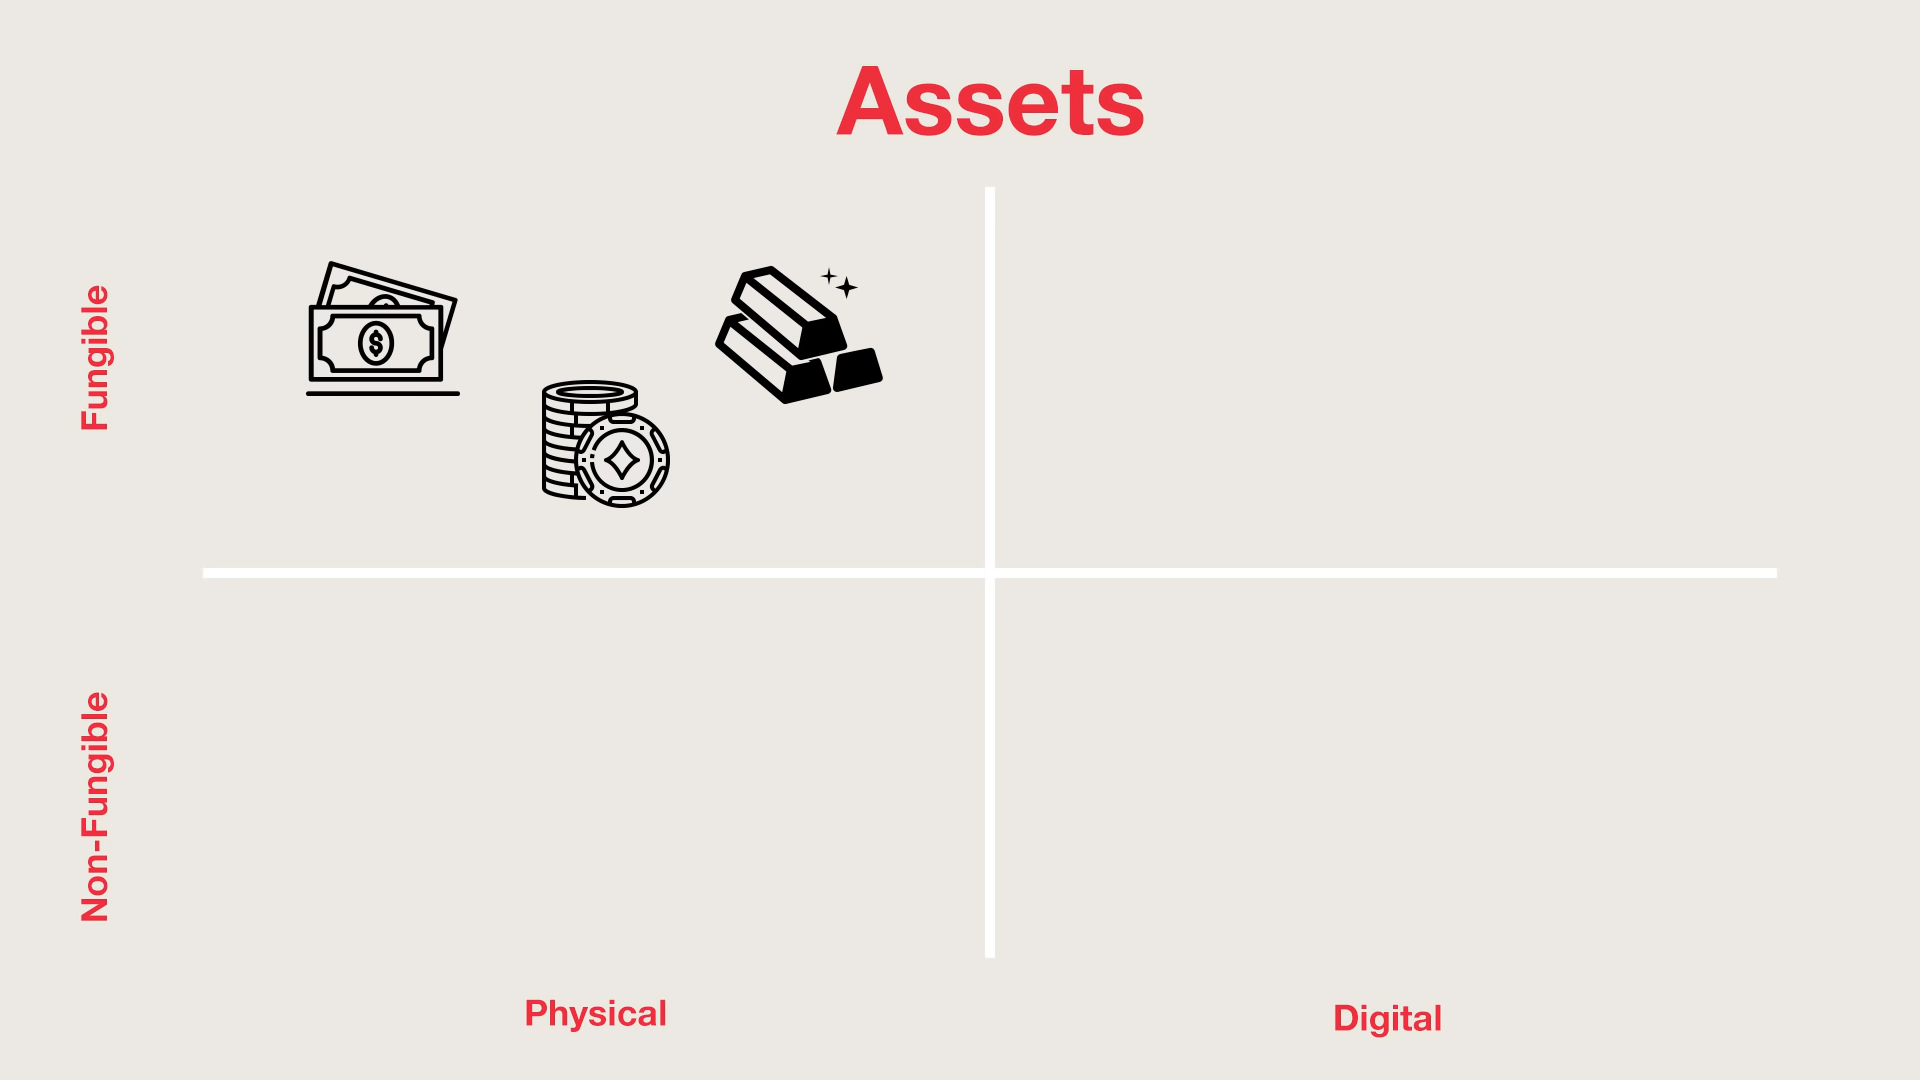 Assets
Fungible
Non-Fungible
Physical
Digital
$